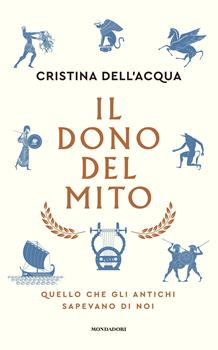 CRISTINA DELL'ACQUA
IL
DONO
DEL
MITO
QUELLO CHE GLI ANTICHI
SAPEVANO DI NOI
MONDADORI